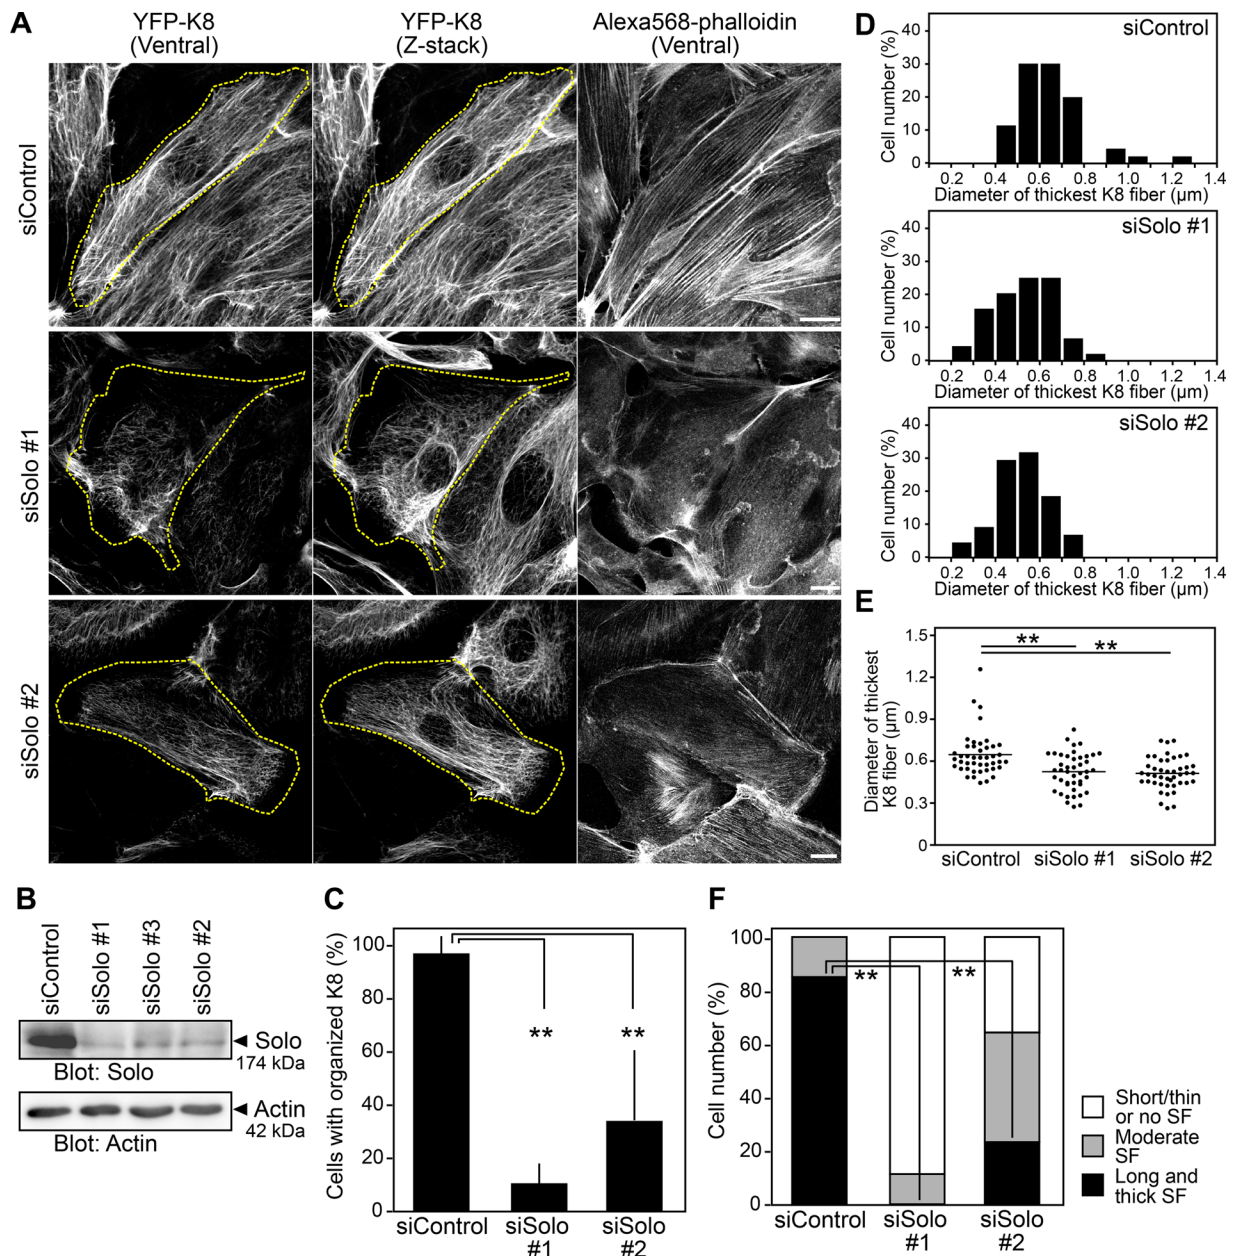 A
YFP-K8
(Ventral)
YFP-K8
(Z-stack)
Alexa568-phalloidin
(Ventral)
siControl
siSolo #1
siSolo #2
B
siControl
siSolo #1
siSolo #3
siSolo #2
Solo
174 kDa
Blot: Solo
Actin
42 kDa
Blot: Actin
C
Cells with organized K8 (%)
100
80
60
40
20
0
**
**
siControl
siSolo
#1
siSolo
#2
D
siControl
Cell number (%)
40
30
20
10
0
0.2 0.4 0.6 0.8 1.0 1.2 1.4
Diameter of thickest K8 fiber (µm)
siSolo #1
Cell number (%)
40
30
20
10
0
0.2 0.4 0.6 0.8 1.0 1.2 1.4
Diameter of thickest K8 fiber (µm)
siSolo #2
Cell number (%)
40
30
20
10
0
0.2 0.4 0.6 0.8 1.0 1.2 1.4
Diameter of thickest K8 fiber (µm)
E
Diameter of thickest
K8 fiber (µm)
1.5
1.2
0.9
0.6
0.3
0
**
**
siControl siSolo #1 siSolo #2
F
Cell number (%)
100
80
60
40
20
0
**
**
siControl
siSolo
#1
siSolo
#2
Short/thin
or no SF
Moderate
SF
Long and
thick SF